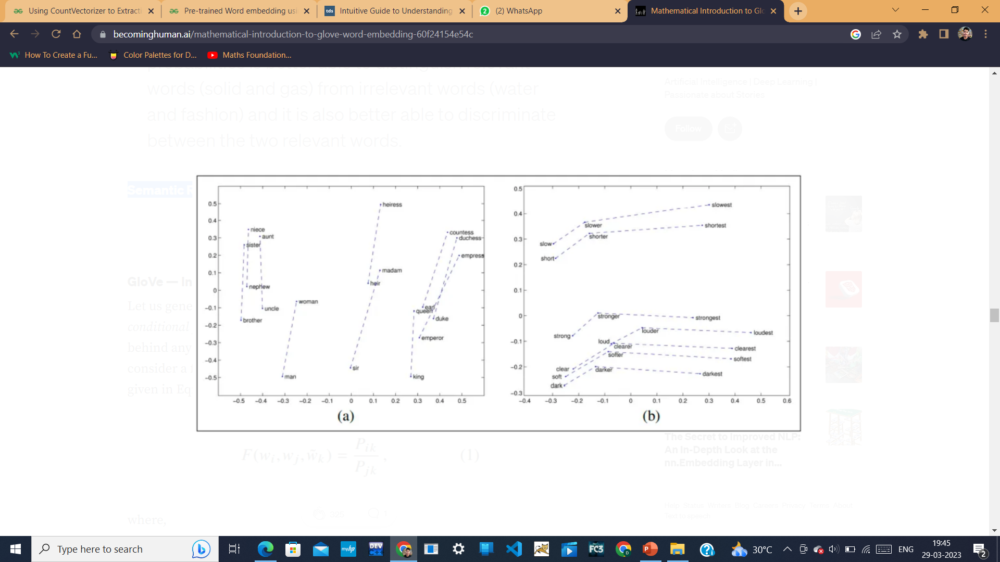 Using CountVectorizer to Extracti
Pre-trained Word embedding usi
Intuitive Guide to Understanding
(2) WhatsApp
Mathematical Introduction to Glo
becominghuman.ai/mathematical-introduction-to-glove-word-embedding-60f24154e54c
How To Create a Fu...
Color Palettes for D...
Maths Foundation...
words (solid and gas) from irrelevant words (water
and fashion) and it is also better able to discriminate
between the two relevant words.
Artificial Intelligence | Deep Learning |
Passionate about Stories
Follow
Semantic R
GloVe — In
Let us gene
conditional
behind any
consider a f
given in Eq
0.5
0.4
0.3
0.2
0.1
0
−0.1
−0.2
−0.3
−0.4
−0.5
heiress
niece
aunt
sister
countess
duchess
empress
madam
heir
nephew
woman
uncle
earl
queen
duke
brother
emperor
sir
man
king
−0.5 −0.4 −0.3 −0.2 −0.1 0 0.1 0.2 0.3 0.4 0.5
(a)
0.5
0.4
0.3
0.2
0.1
0
−0.1
−0.2
−0.3
slowest
slower
shortest
shorter
slow
short
stronger
strongest
strong
louder
loudest
loud
clearer
clearest
softer
softest
clear
darker
soft
darkest
dark
−0.4 −0.3 −0.2 −0.1 0 0.1 0.2 0.3 0.4 0.5 0.6
(b)
F(w_i, w_j, w̃_k) = P_ik / P_jk , (1)
The Secret to Improved NLP:
An In-Depth Look at the
nn.Embedding Layer in...
where,
325
1
Help Status Writers Blog Careers Privacy Terms About
Text to speech
Type here to search
myhp
DEV
C++
FC3
P
30°C
ENG
19:45
29-03-2023
2